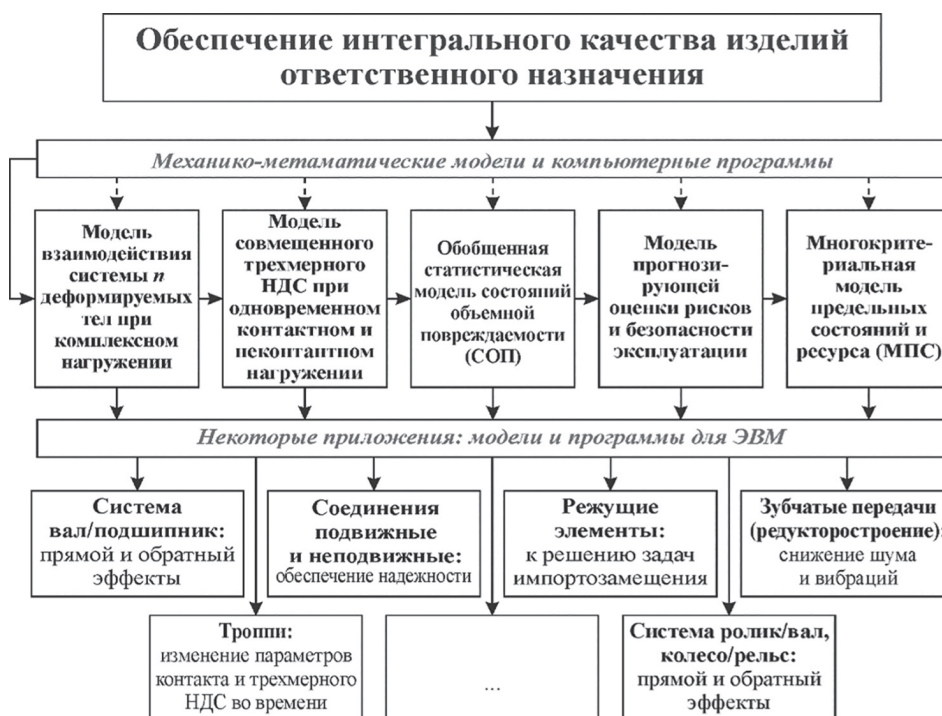 Обеспечение интегрального качества изделий
ответственного назначения
Механико-метаматические модели и компьютерные программы
Модель
взаимодействия
системы n
деформируемых
тел при
комплексном
нагружении
Модель
совмещенного
трехмерного
НДС при
одновременном
контактном и
неконтантном
нагружении
Обобщенная
статистическая
модель состояний
объемной
повреждаемости
(СОП)
Модель
прогнози-
рующей
оценки рисков
и безопасности
эксплуатации
Многокрите-
риальная
модель
предельных
состояний и
ресурса (МПС)
Некоторые приложения: модели и программы для ЭВМ
Система
вал/подшипник:
прямой и обратный
эффекты
Соединения
подвижные
и неподвижные:
обеспечение надежности
Режущие
элементы:
к решению задач
импортозамещения
Зубчатые передачи
(редукторостроение):
снижение шума
и вибраций
Троппи:
изменение параметров
контакта и трехмерного
НДС во времени
...
Система ролик/вал,
колесо/рельс:
прямой и обратный
эффекты